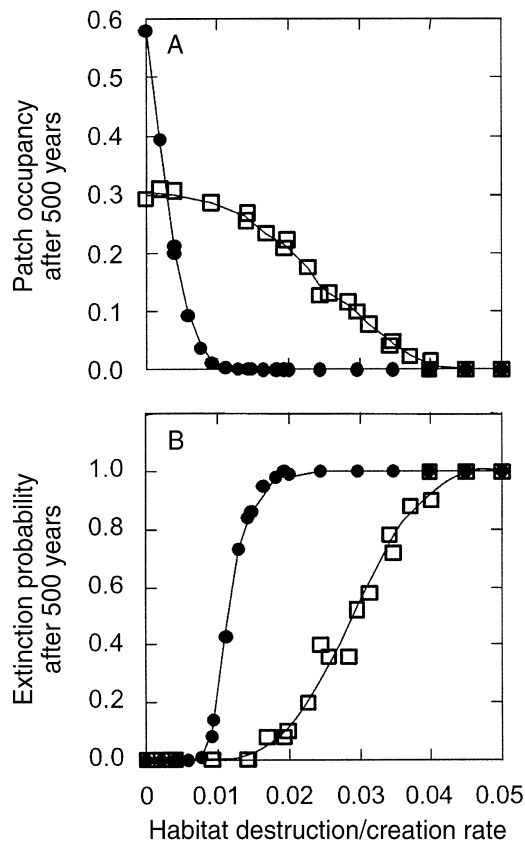 0.6
A
0.5
0.4
0.3
0.2
0.1
0.0
Patch occupancy
after 500 years
B
1.0
0.8
0.6
0.4
0.2
0.0
Extinction probability
after 500 years
0 0.01 0.02 0.03 0.04 0.05
Habitat destruction/creation rate